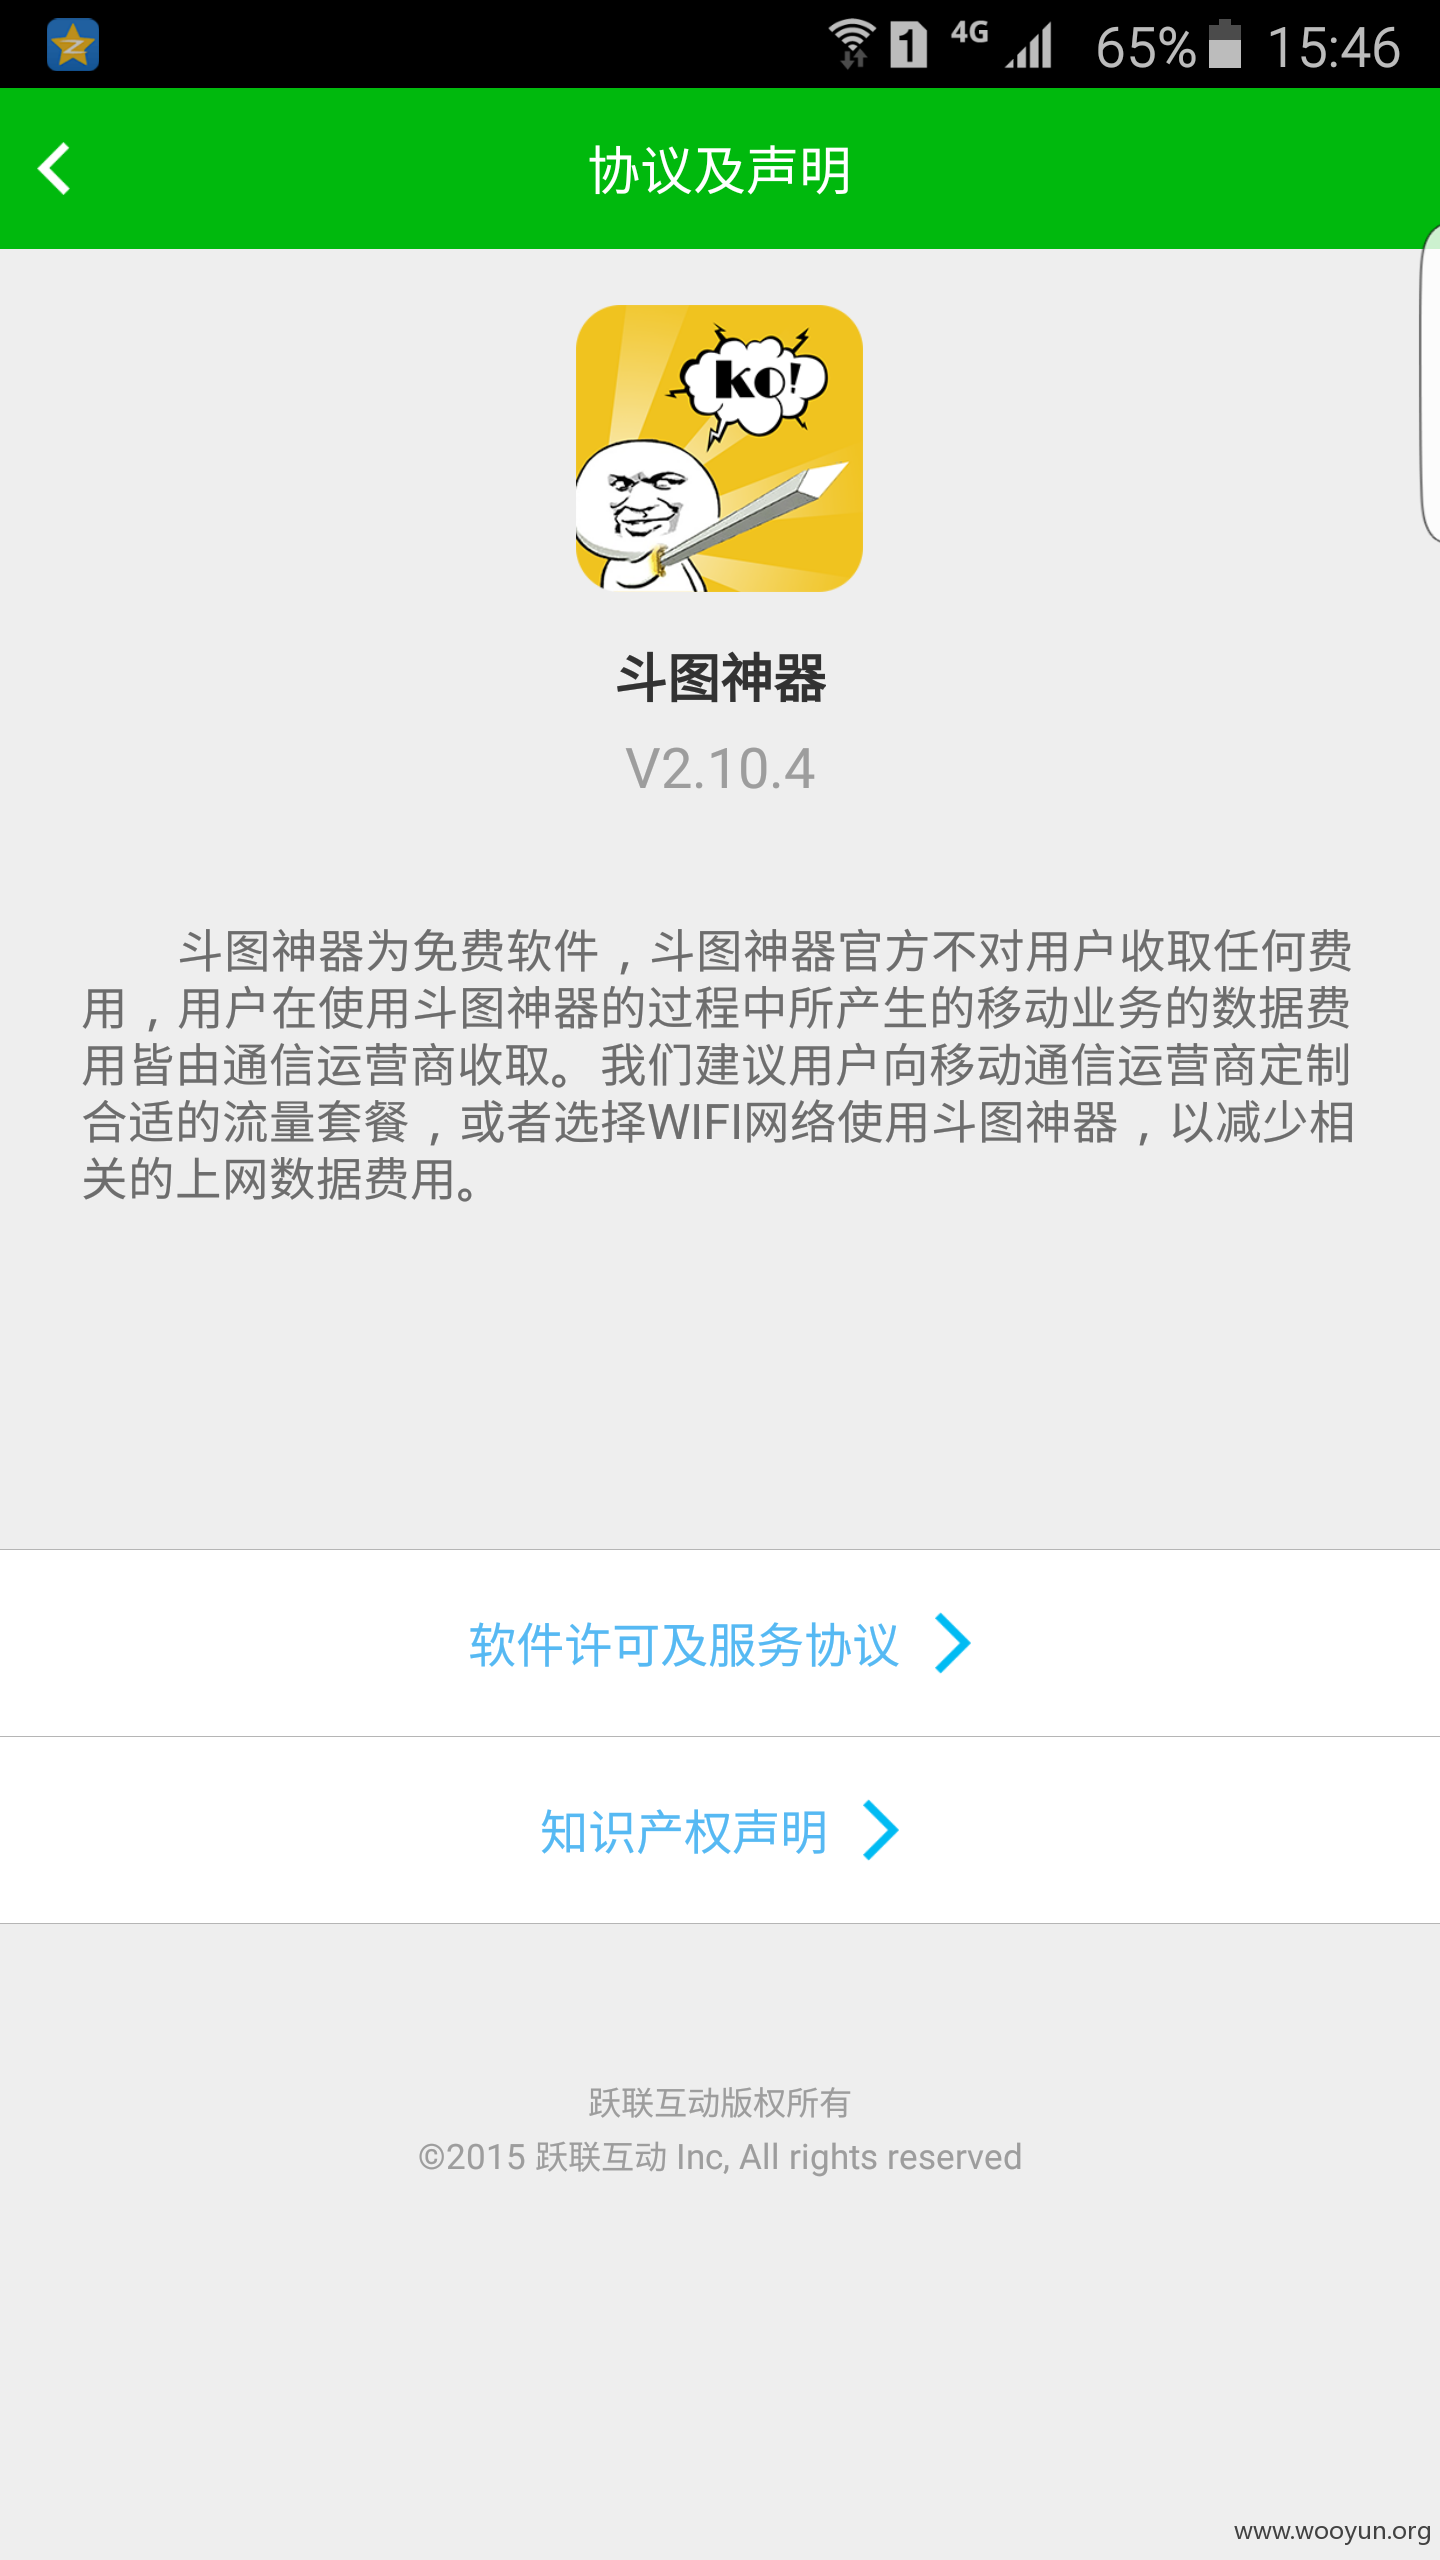 4G 65% 15:46
协议及声明
ko!
斗图神器
V2.10.4
斗图神器为免费软件，斗图神器官方不对用户收取任何费
用，用户在使用斗图神器的过程中所产生的移动业务的数据费
用皆由通信运营商收取。我们建议用户向移动通信运营商定制
合适的流量套餐，或者选择WIFI网络使用斗图神器，以减少相
关的上网数据费用。
软件许可及服务协议
知识产权声明
跃联互动版权所有
©2015 跃联互动 Inc, All rights reserved
www.wooyun.org